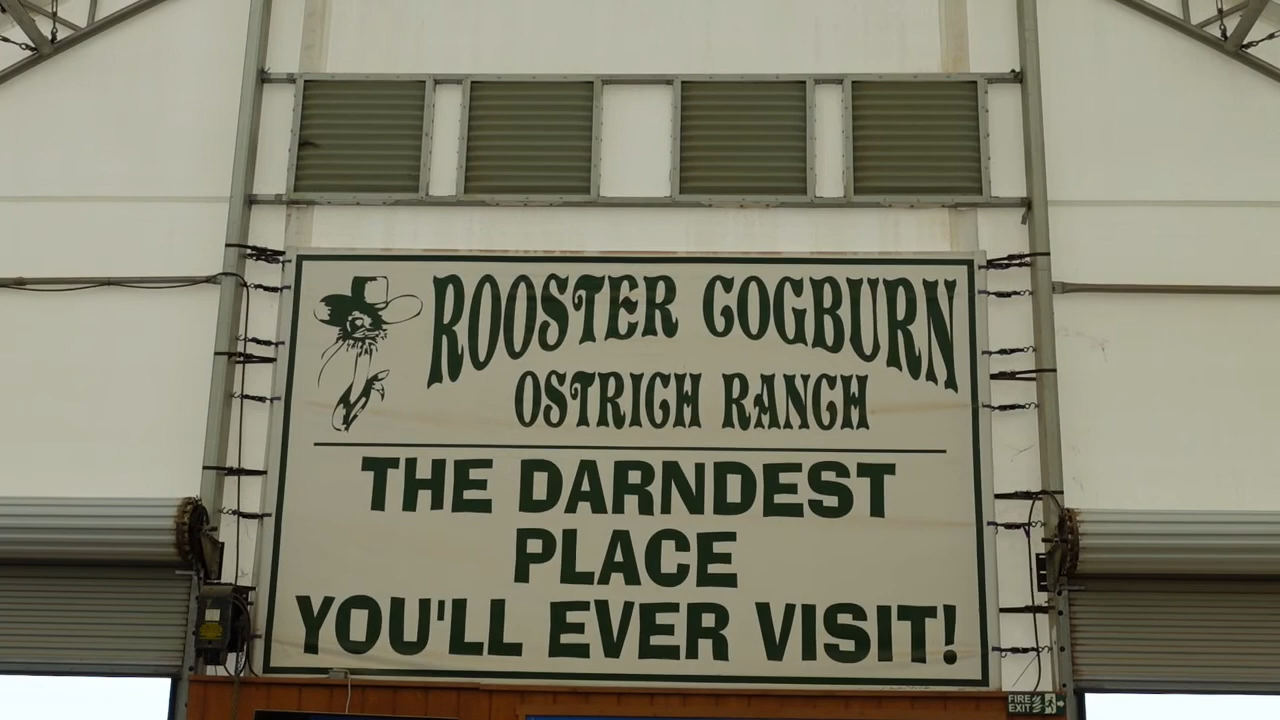 ROOSTER COGBURN
OSTRICH RANCH
THE DARNDEST
PLACE
YOU'LL EVER VISIT!
FIRE
EXIT